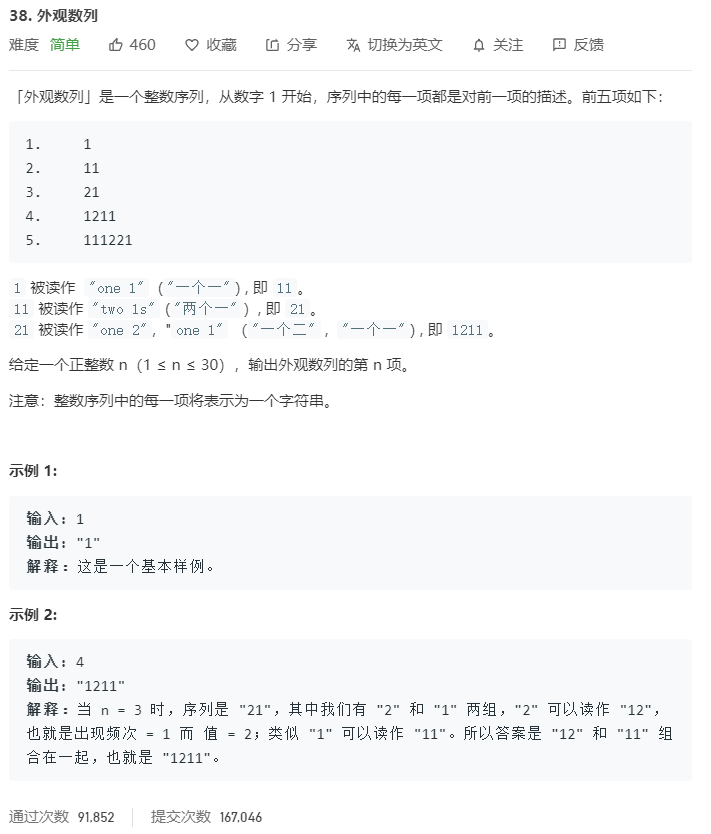 38. 外观数列
难度 简单 460 收藏 分享 切换为英文 关注 反馈
「外观数列」是一个整数序列，从数字 1 开始，序列中的每一项都是对前一项的描述。前五项如下：
1. 1
2. 11
3. 21
4. 1211
5. 111221
1 被读作 "one 1" ("一个一") , 即 11。
11 被读作 "two 1s" ("两个一") , 即 21。
21 被读作 "one 2", "one 1" ("一个二" , "一个一") , 即 1211。
给定一个正整数 n（1 ≤ n ≤ 30），输出外观数列的第 n 项。
注意：整数序列中的每一项将表示为一个字符串。
示例 1:
输入: 1
输出: "1"
解释：这是一个基本样例。
示例 2:
输入: 4
输出: "1211"
解释：当 n = 3 时，序列是 "21"，其中我们有 "2" 和 "1" 两组，"2" 可以读作 "12"，
也就是出现频次 = 1 而 值 = 2；类似 "1" 可以读作 "11"。所以答案是 "12" 和 "11" 组
合在一起，也就是 "1211"。
通过次数 91,852 提交次数 167,046